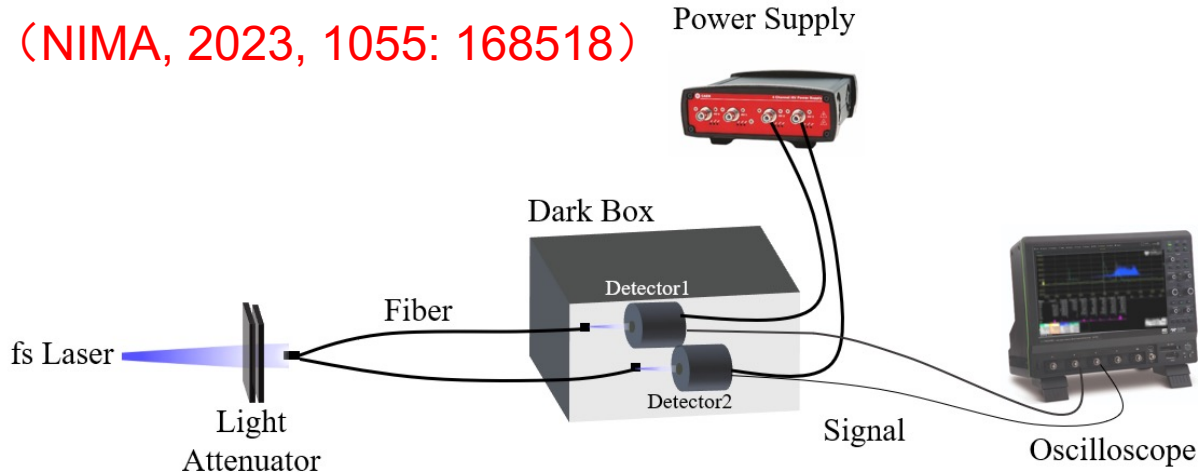 （NIMA, 2023, 1055: 168518）
Power Supply
Dark Box
Detector1
Fiber
fs Laser
Detector2
Light
Attenuator
Signal
Oscilloscope